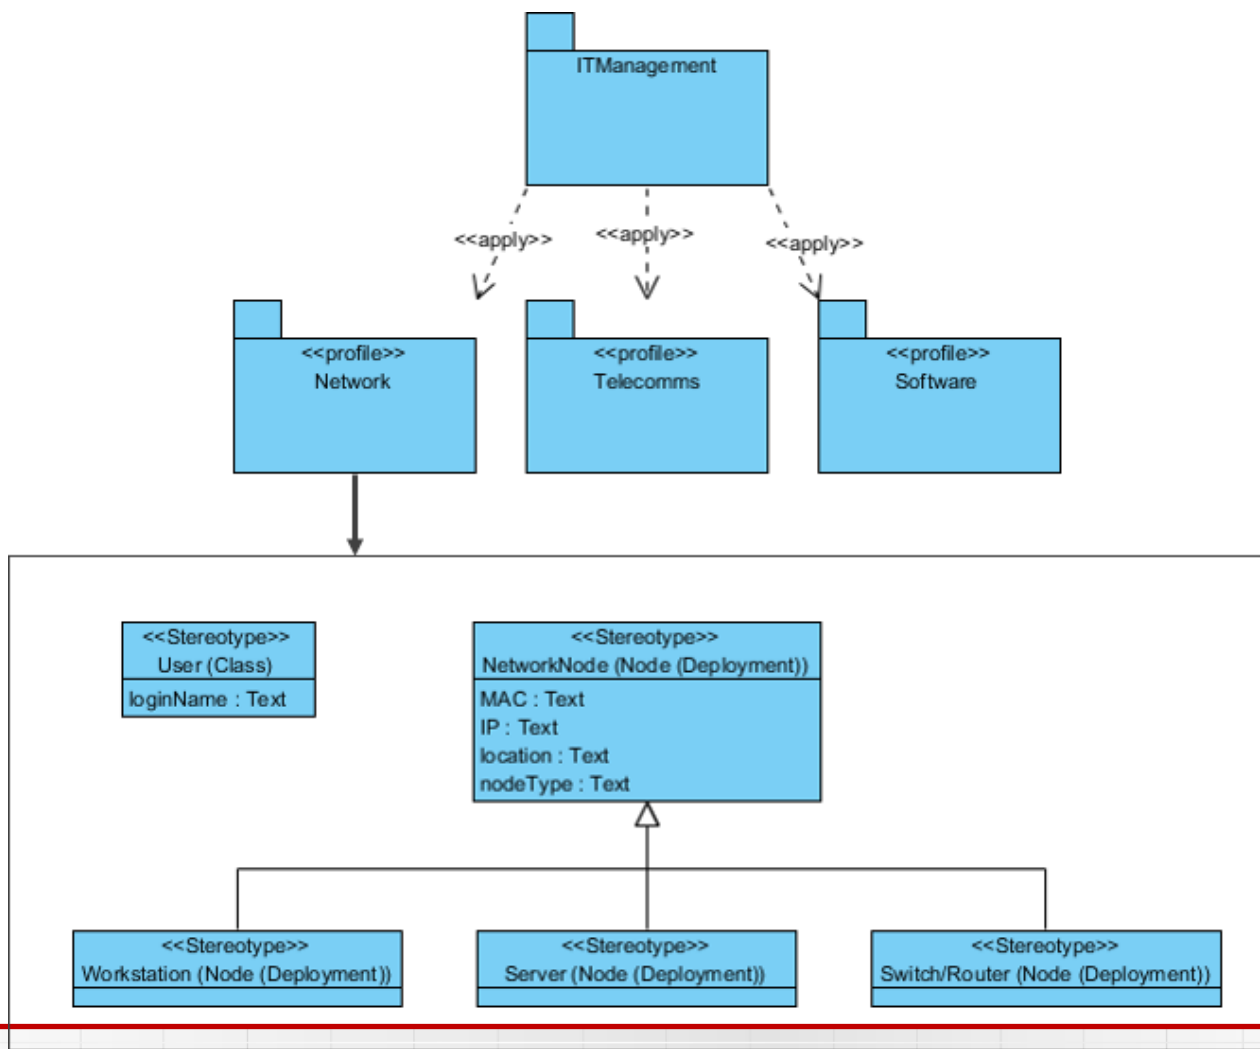 ITManagement
<<apply>>
<<apply>>
<<apply>>
<<profile>>
Network
<<profile>>
Telecomms
<<profile>>
Software
<<Stereotype>>
User (Class)
loginName : Text
<<Stereotype>>
NetworkNode (Node (Deployment))
MAC : Text
IP : Text
location : Text
nodeType : Text
<<Stereotype>>
Workstation (Node (Deployment))
<<Stereotype>>
Server (Node (Deployment))
<<Stereotype>>
Switch/Router (Node (Deployment))